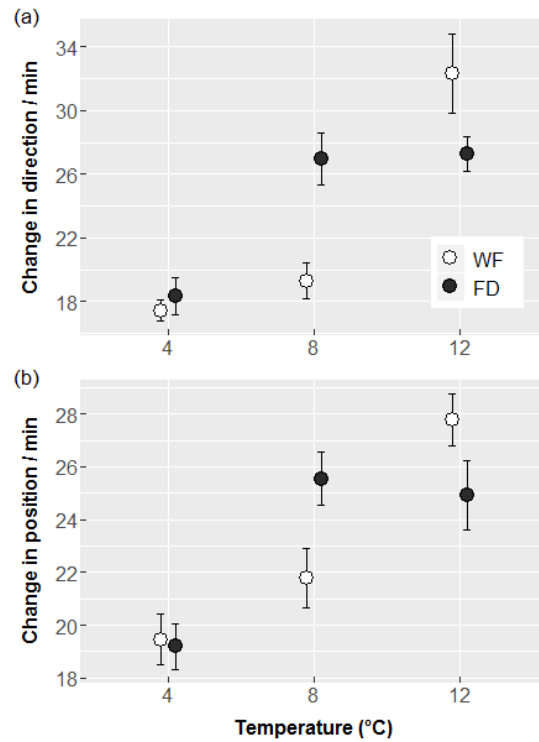 (a)
Change in direction / min
34
30
26
22
18
WF
FD
4 8 12
(b)
Change in position / min
28
26
24
22
20
18
4 8 12
Temperature (°C)